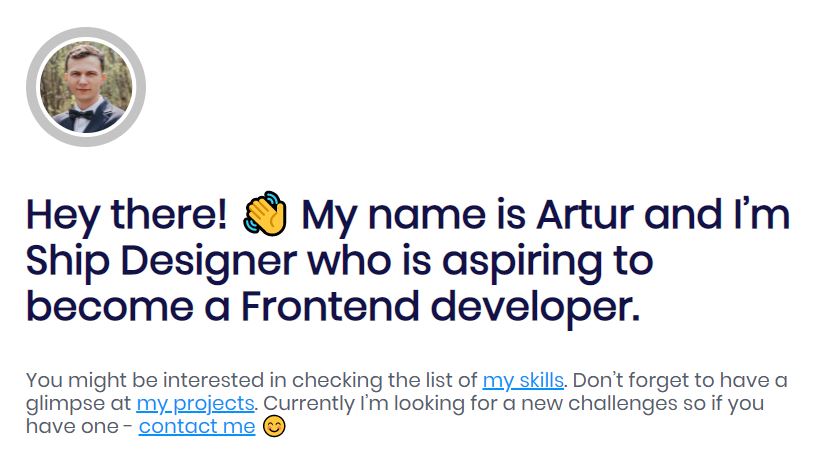 Hey there! 👋 My name is Artur and I'm
Ship Designer who is aspiring to
become a Frontend developer.
You might be interested in checking the list of my skills. Don't forget to have a
glimpse at my projects. Currently I'm looking for a new challenges so if you
have one - contact me 😊